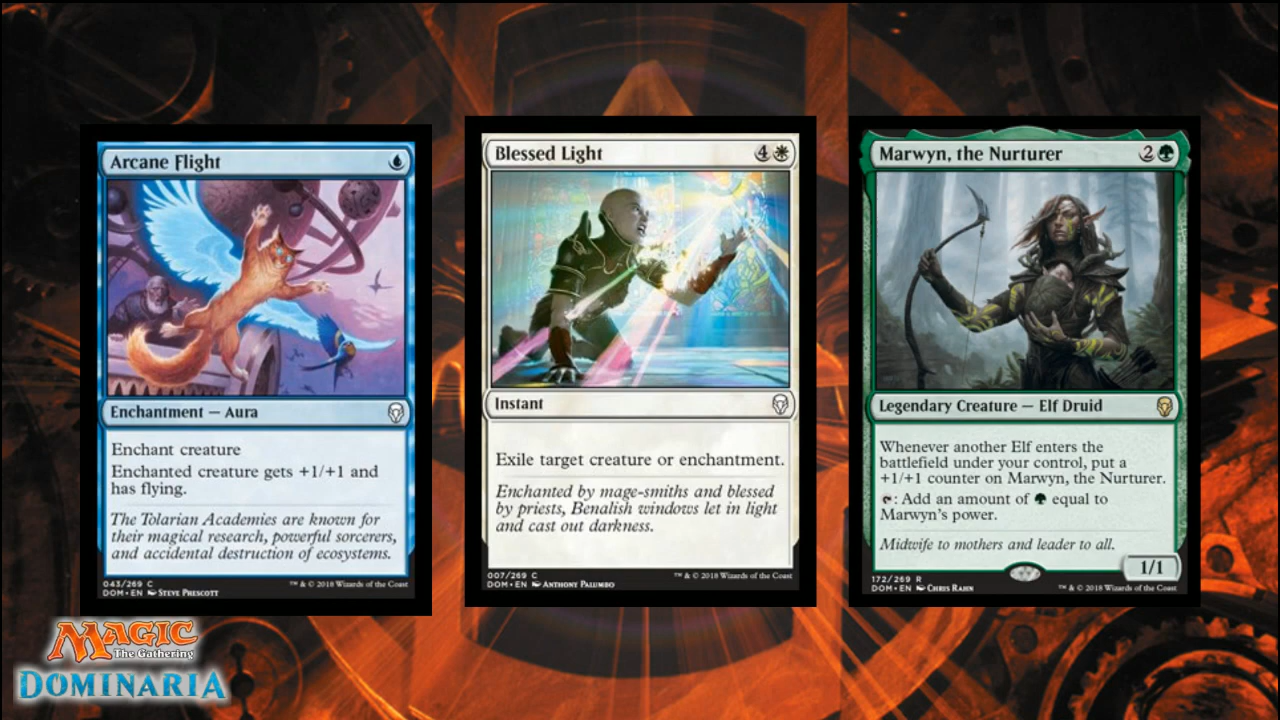 Arcane Flight
Enchantment — Aura
Enchant creature
Enchanted creature gets +1/+1 and
has flying.
The Tolarian Academies are known for
their magical research, powerful sorcerers,
and accidental destruction of ecosystems.
043/269 C
DOM • EN Steve Prescott
™ & © 2018 Wizards of the Coast
Blessed Light
4
Instant
Exile target creature or enchantment.
Enchanted by mage-smiths and blessed
by priests, Benalish windows let in light
and cast out darkness.
007/269 C
DOM • EN Anthony Palumbo
™ & © 2018 Wizards of the Coast
Marwyn, the Nurturer
2
Legendary Creature — Elf Druid
Whenever another Elf enters the
battlefield under your control, put a
+1/+1 counter on Marwyn, the Nurturer.
: Add an amount of equal to
Marwyn's power.
Midwife to mothers and leader to all.
1/1
172/269 R
DOM • EN Chris Rahn
™ & © 2018 Wizards of the Coast
Magic
The Gathering
Dominaria